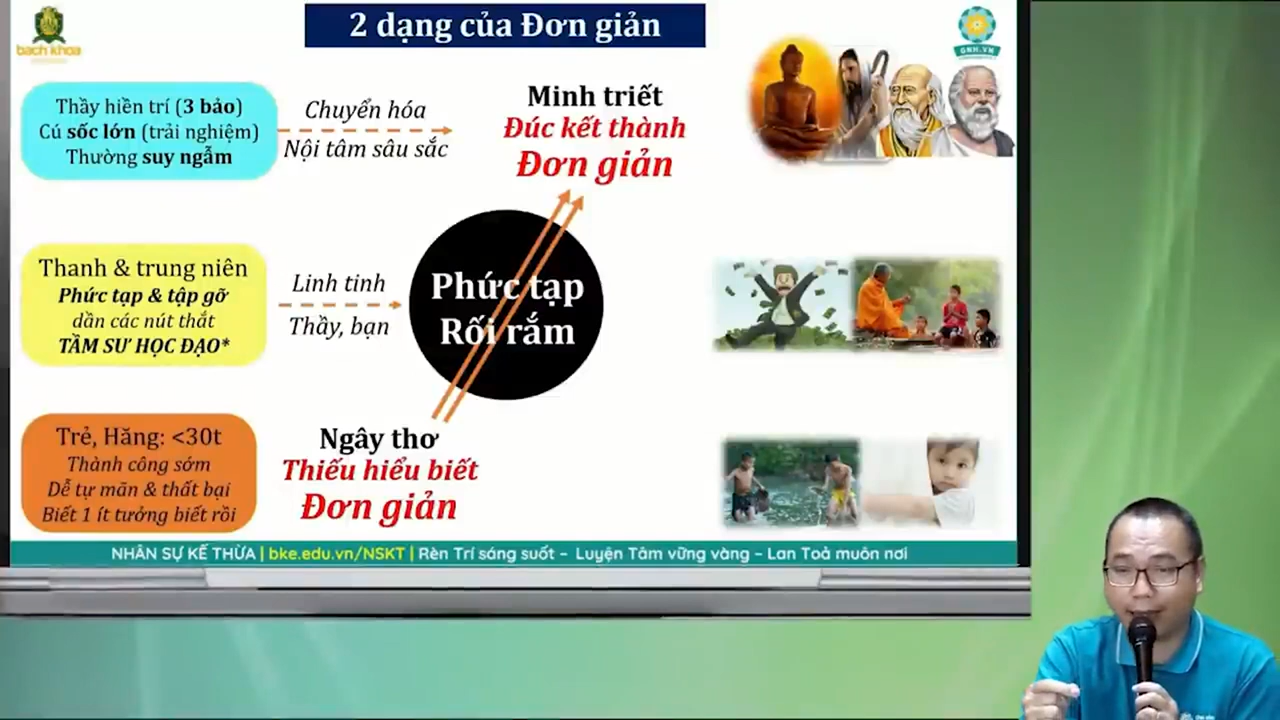 2 dạng của Đơn giản
bach khoa
GNH.VN
Thầy hiền trí (3 bảo)
Cú sốc lớn (trải nghiệm)
Thường suy ngẫm
Chuyển hóa
Nội tâm sâu sắc
Minh triết
Đúc kết thành
Đơn giản
Thanh & trung niên
Phức tạp & tập gỡ
dần các nút thắt
TẦM SƯ HỌC ĐẠO*
Linh tinh
Thầy, bạn
Phức tạp
Rối rắm
Trẻ, Hăng: <30t
Thành công sớm
Dễ tự mãn & thất bại
Biết 1 ít tưởng biết rồi
Ngây thơ
Thiếu hiểu biết
Đơn giản
NHÂN SỰ KẾ THỪA | bke.edu.vn/NSKT | Rèn Trí sáng suốt – Luyện Tâm vững vàng – Lan Toả muôn nơi